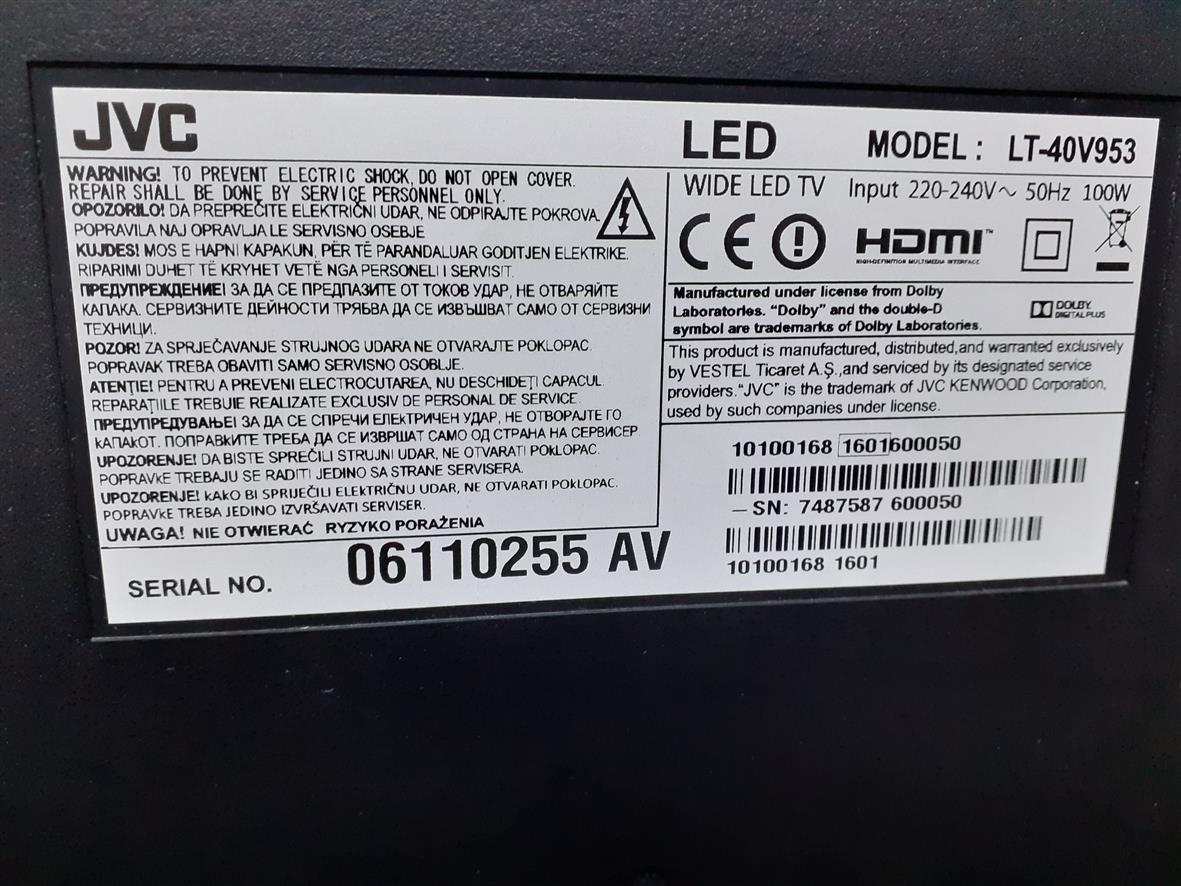 JVC
WARNING! TO PREVENT ELECTRIC SHOCK, DO NOT OPEN COVER.
REPAIR SHALL BE DONE BY SERVICE PERSONNEL ONLY.
OPOZORILO! DA PREPREČITE ELEKTRIČNI UDAR, NE ODPIRAJTE POKROVA.
POPRAVILA NAJ OPRAVLJA LE SERVISNO OSEBJE
KUJDES! MOS E HAPNI KAPAKUN, PËR TË PARANDALUAR GODITJEN ELEKTRIKE.
RIPARIMI DUHET TË KRYHET VETË NGA PERSONELI I SERVISIT.
ПРЕДУПРЕЖДЕНИЕ! ЗА ДА СЕ ПРЕДПАЗИТЕ ОТ ТОКОВ УДАР, НЕ ОТВАРЯЙТЕ
КАПАКА. СЕРВИЗНИТЕ ДЕЙНОСТИ ТРЯБВА ДА СЕ ИЗВЪШВАТ САМО ОТ СЕРВИЗНИ
ТЕХНИЦИ.
POZOR! ZA SPRJEČAVANJE STRUJNOG UDARA NE OTVARAJTE POKLOPAC.
POPRAVAK TREBA OBAVITI SAMO SERVISNO OSOBLJE.
ATENȚIE! PENTRU A PREVENI ELECTROCUTAREA, NU DESCHIDEȚI CAPACUL.
REPARAȚIILE TREBUIE REALIZATE EXCLUSIV DE PERSONAL DE SERVICE.
ПРЕДУПРЕДУВАЊЕ! ЗА ДА СЕ СПРЕЧИ ЕЛЕКТРИЧЕН УДАР, НЕ ОТВОРАЈТЕ ГО
КАПАКОТ. ПОПРАВКИТЕ ТРЕБА ДА СЕ ИЗВРШАТ САМО ОД СТРАНА НА СЕРВИСЕР.
UPOZORENJE! DA BISTE SPREČILI STRUJNI UDAR, NE OTVARATI POKLOPAC.
POPRAVKE TREBAJU SE RADITI JEDINO SA STRANE SERVISERA.
UPOZORENJE! KAKO BI SPRIJEČILI ELEKTRIČNU UDAR, NE OTVARATI POKLOPAC.
POPRAVKE TREBA JEDINO IZVRŠAVATI SERVISER.
UWAGA! NIE OTWIERAĆ RYZYKO PORAŻENIA
SERIAL NO. 06110255 AV
LED MODEL : LT-40V953
WIDE LED TV Input 220-240V~ 50Hz 100W
CE HDMI™
HIGH-DEFINITION MULTIMEDIA INTERFACE
Manufactured under license from Dolby
Laboratories. "Dolby" and the double-D
symbol are trademarks of Dolby Laboratories.
DOLBY
DIGITAL PLUS
This product is manufactured, distributed,and warranted exclusively
by VESTEL Ticaret A.Ş.,and serviced by its designated service
providers."JVC" is the trademark of JVC KENWOOD Corporation,
used by such companies under license.
10100168 1601600050
– SN: 7487587 600050
10100168 1601